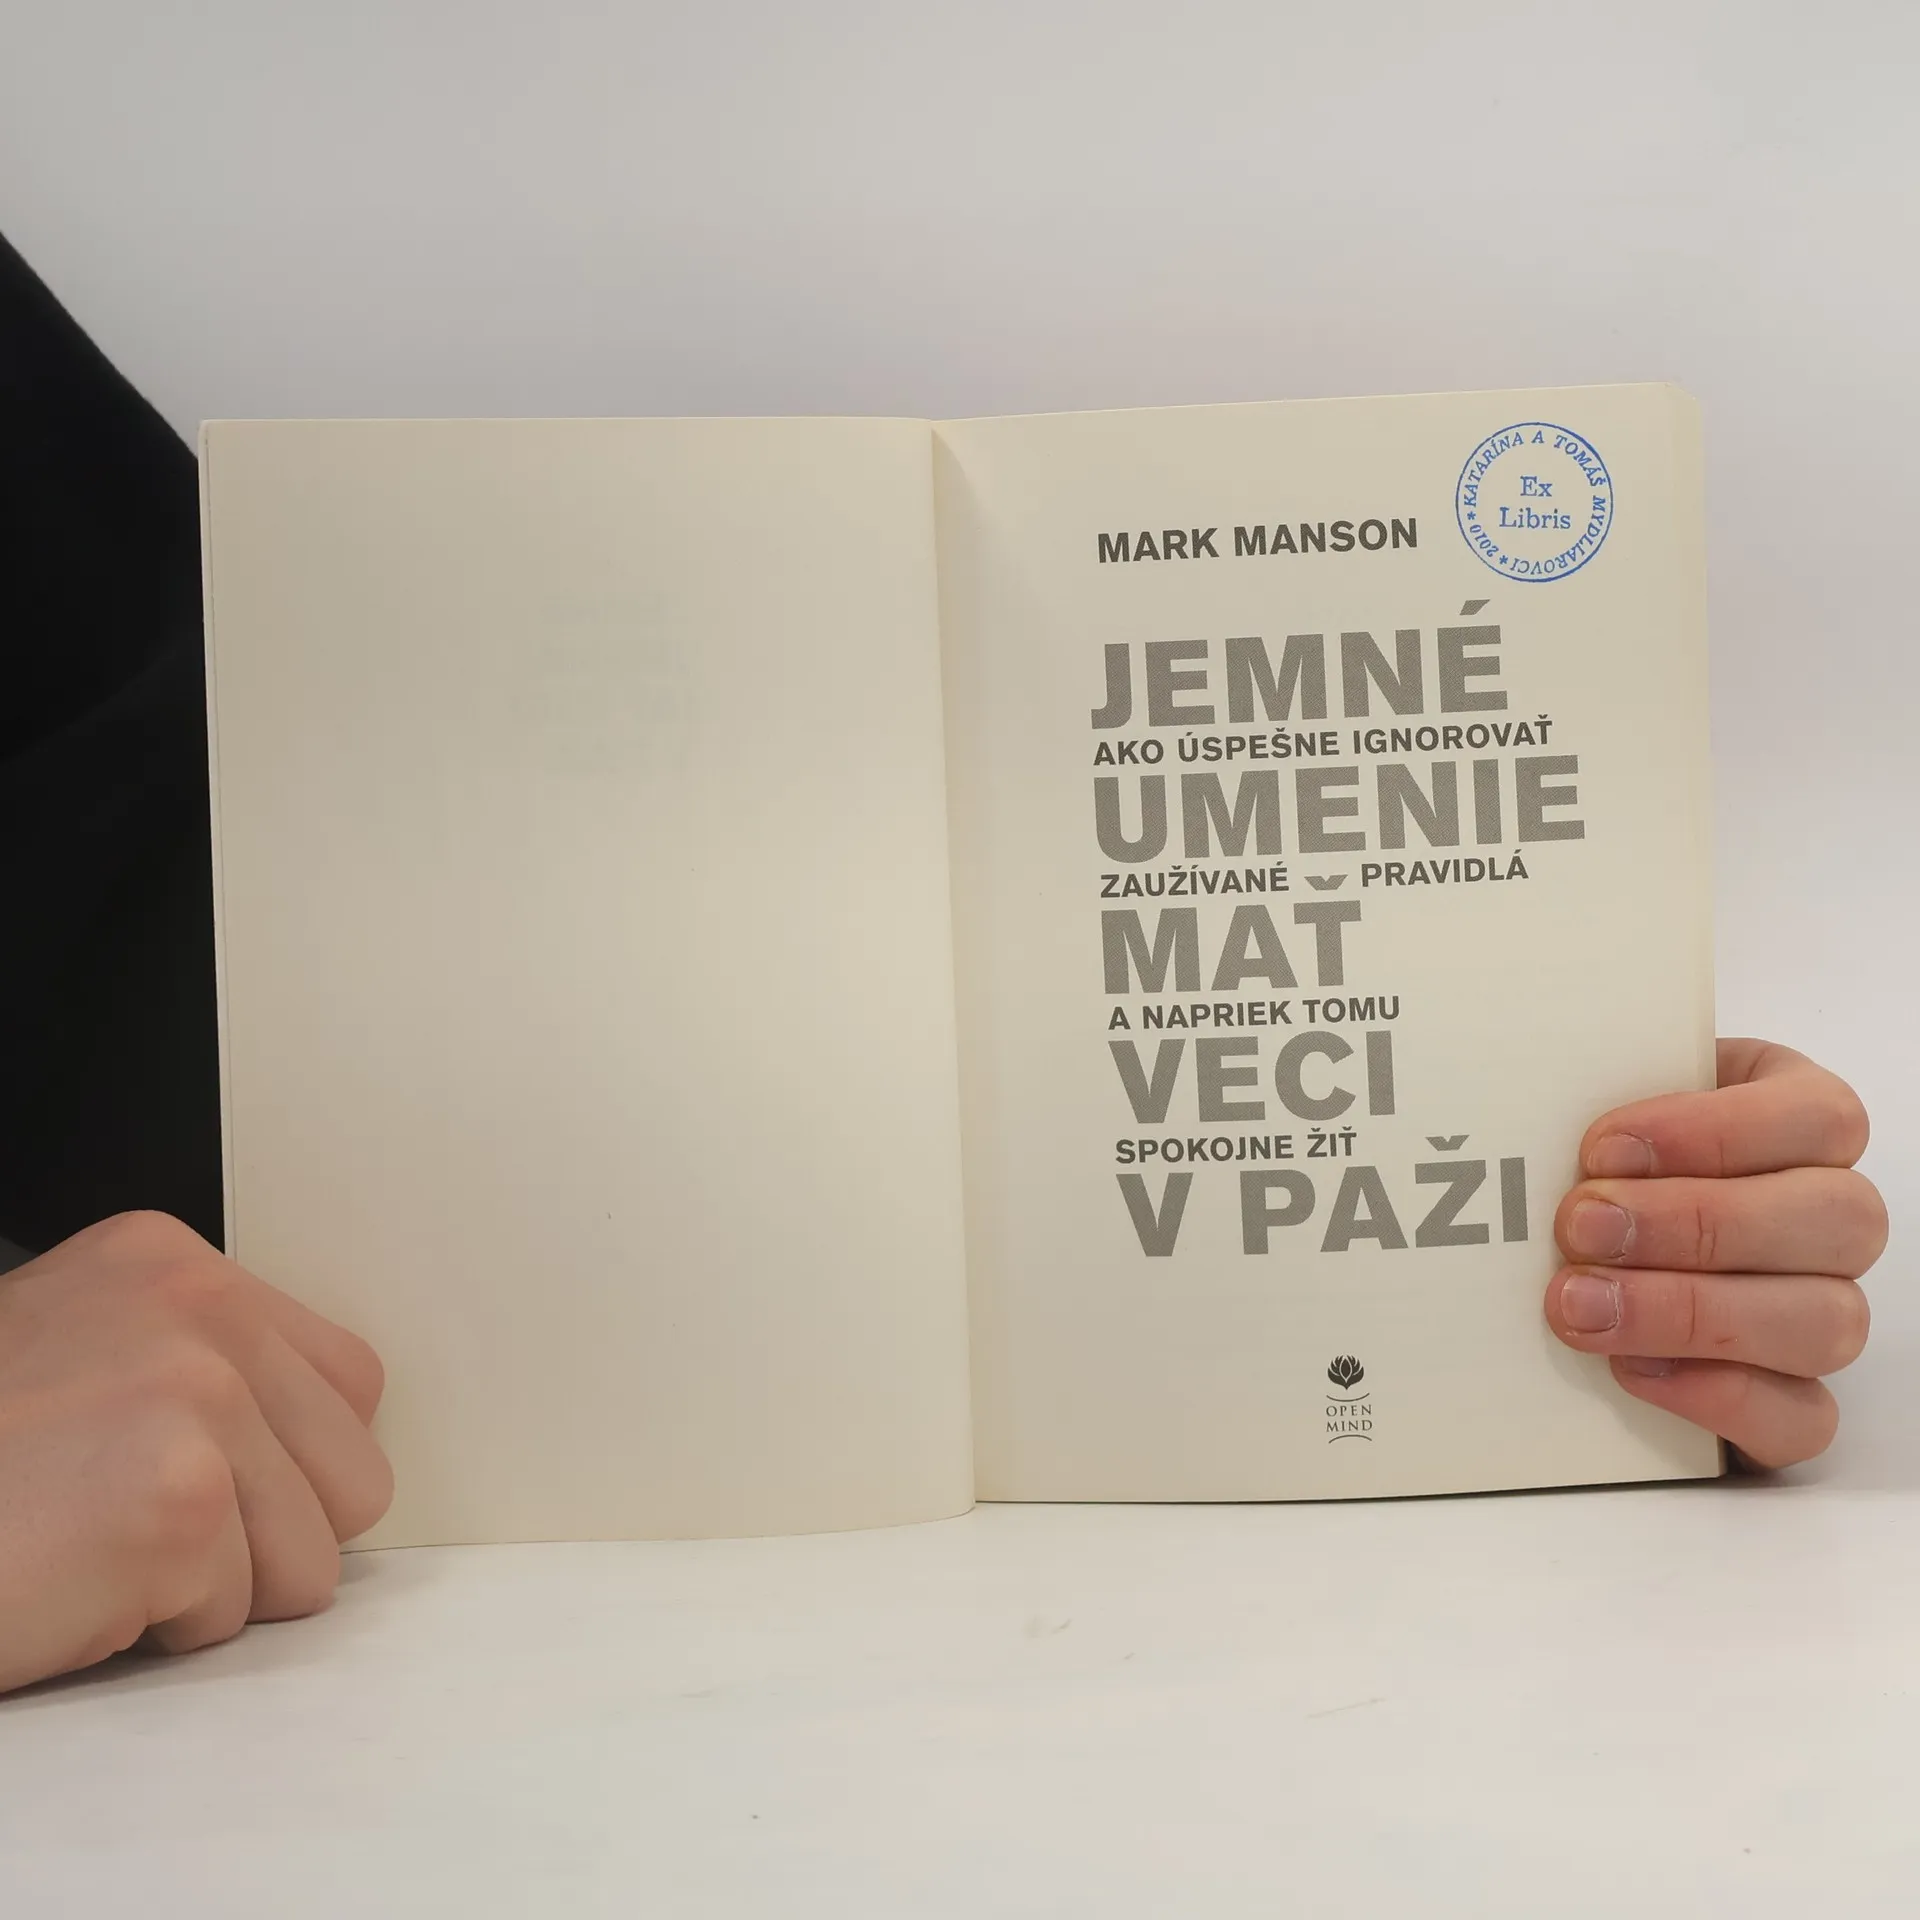 MARK MANSON
KATARÍNA A TOMÁŠ MYDLIAROVCI * 2010 *
Ex
Libris
JEMNÉ
AKO ÚSPEŠNE IGNOROVAŤ
UMENIE
ZAUŽÍVANÉ PRAVIDLÁ
MAŤ
A NAPRIEK TOMU
VECI
SPOKOJNE ŽIŤ
V PAŽI
OPEN
MIND